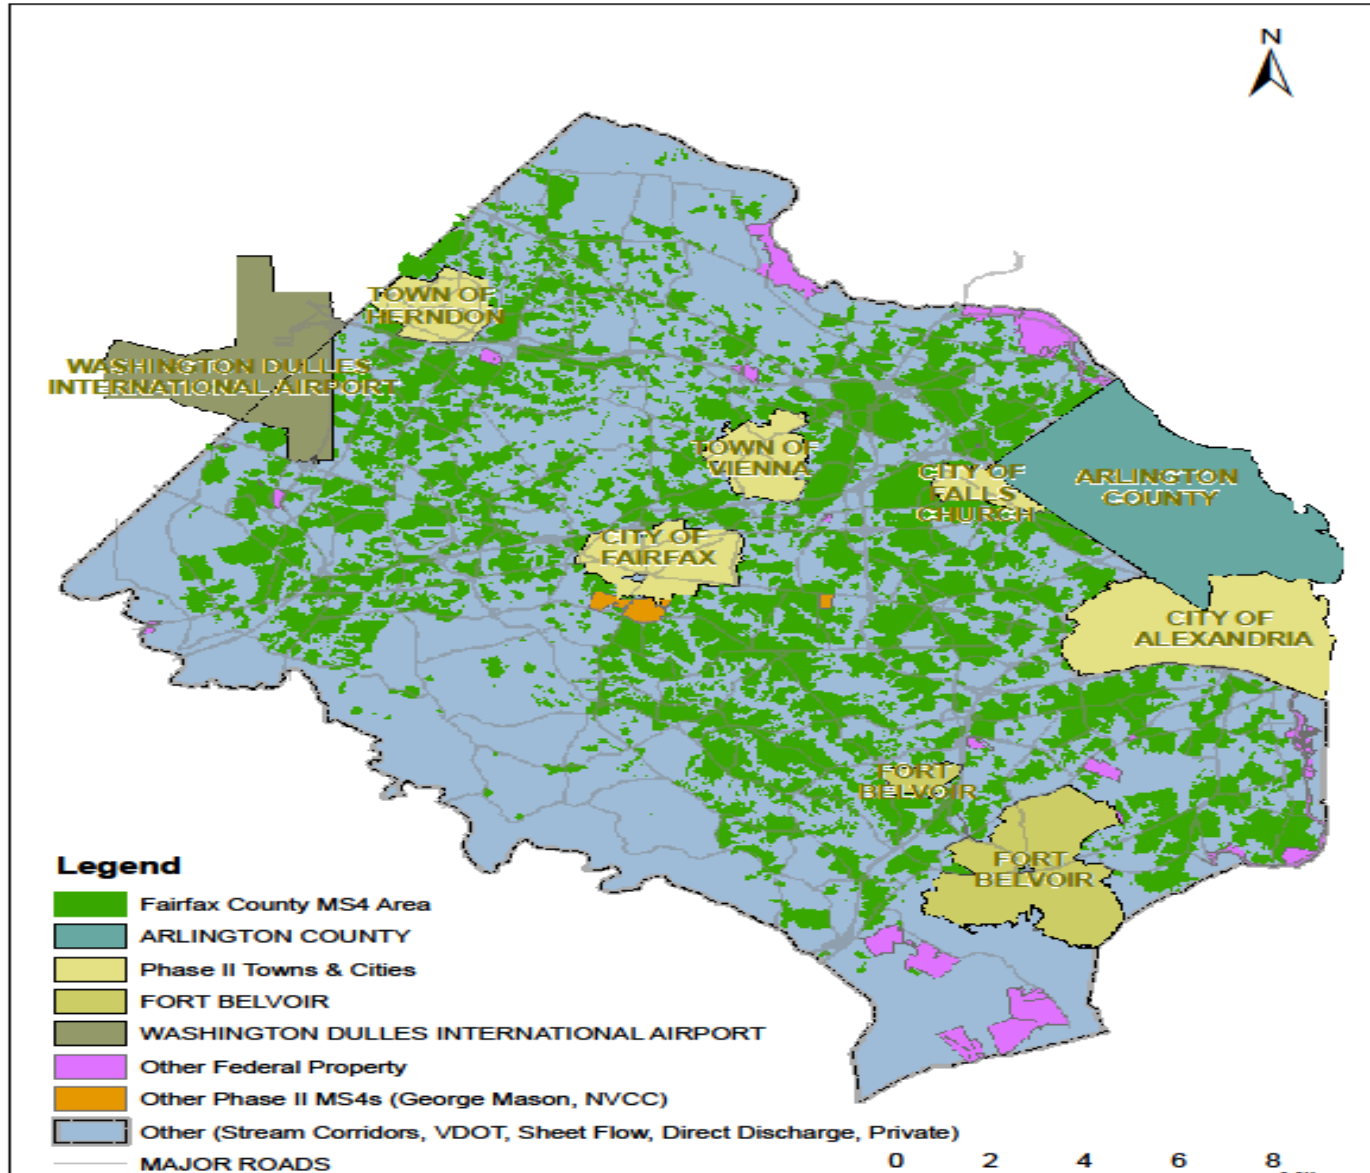 N
TOWN OF
HERNDON
WASHINGTON DULLES
INTERNATIONAL AIRPORT
TOWN OF
VIENNA
CITY OF
FALLS
CHURCH
ARLINGTON
COUNTY
CITY OF
FAIRFAX
CITY OF
ALEXANDRIA
FORT
BELVOIR
FORT
BELVOIR
Legend
Fairfax County MS4 Area
ARLINGTON COUNTY
Phase II Towns & Cities
FORT BELVOIR
WASHINGTON DULLES INTERNATIONAL AIRPORT
Other Federal Property
Other Phase II MS4s (George Mason, NVCC)
Other (Stream Corridors, VDOT, Sheet Flow, Direct Discharge, Private)
MAJOR ROADS
0 2 4 6 8